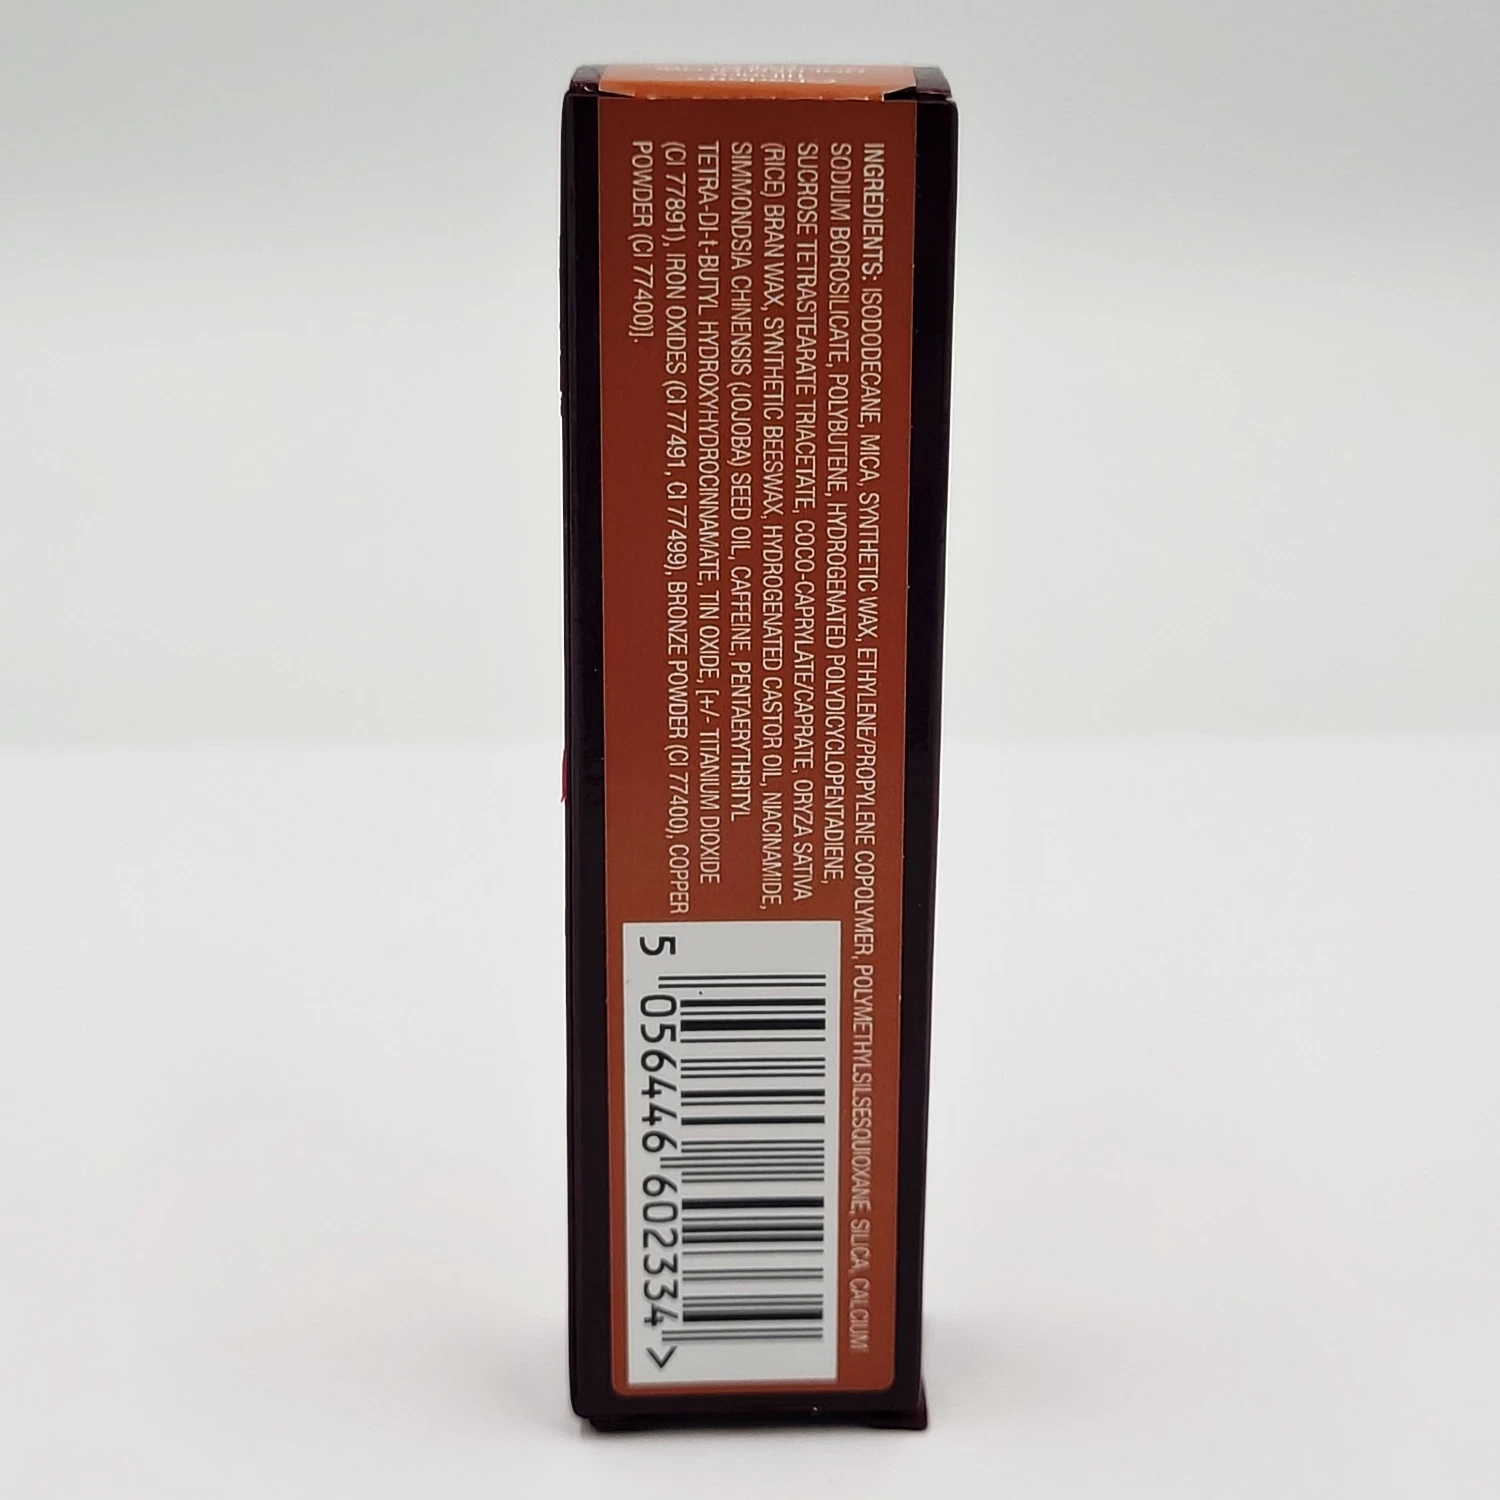 INGREDIENTS: ISODODECANE, MICA, SYNTHETIC WAX, ETHYLENE/PROPYLENE COPOLYMER, POLYMETHYLSILSESQUIOXANE, SILICA, CALCIUM
SODIUM BOROSILICATE, POLYBUTENE, HYDROGENATED POLYDICYCLOPENTADIENE,
SUCROSE TETRASTEARATE TRIACETATE, COCO-CAPRYLATE/CAPRATE, ORYZA SATIVA
(RICE) BRAN WAX, SYNTHETIC BEESWAX, HYDROGENATED CASTOR OIL, NIACINAMIDE,
SIMMONDSIA CHINENSIS (JOJOBA) SEED OIL, CAFFEINE, PENTAERYTHRITYL
TETRA-DI-t-BUTYL HYDROXYHYDROCINNAMATE, TIN OXIDE, [+/- TITANIUM DIOXIDE
(CI 77891), IRON OXIDES (CI 77491, CI 77499), BRONZE POWDER (CI 77400), COPPER
POWDER (CI 77400)].
5 056446 602334 >